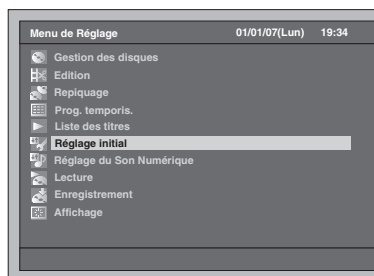 Menu de Réglage 01/01/07(Lun) 19:34
Gestion des disques
Edition
Repiquage
Prog. temporis.
Liste des titres
Réglage initial
Réglage du Son Numérique
Lecture
Enregistrement
Affichage